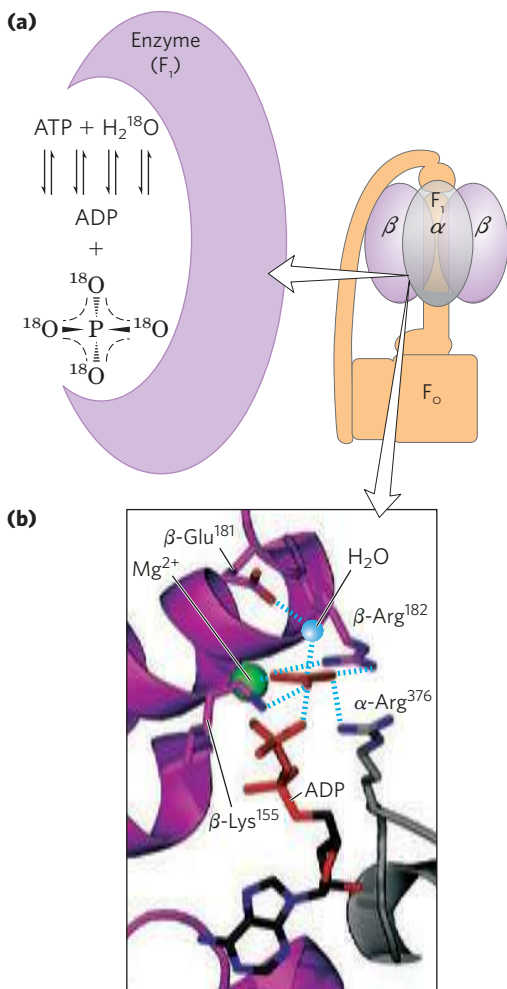 (a)
Enzyme
(F₁)
ATP + H₂¹⁸O
ADP
+
¹⁸O
¹⁸O P ¹⁸O
¹⁸O
β F₁ α β
Fₒ
(b)
β-Glu¹⁸¹
Mg²⁺
H₂O
β-Arg¹⁸²
α-Arg³⁷⁶
ADP
β-Lys¹⁵⁵